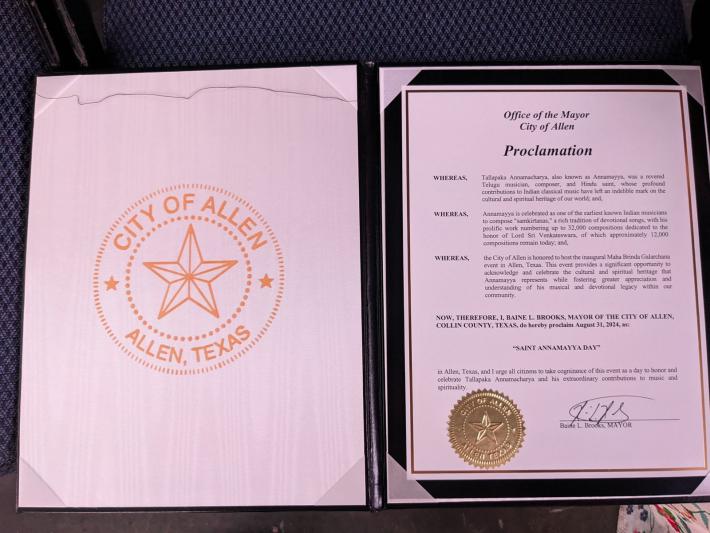 CITY OF ALLEN
ALLEN, TEXAS
Office of the Mayor
City of Allen
Proclamation
WHEREAS, Tallapaka Annamacharya, also known as Annamayya, was a revered
Telugu musician, composer, and Hindu saint, whose profound
contributions to Indian classical music have left an indelible mark on the
cultural and spiritual heritage of our world; and,
WHEREAS, Annamayya is celebrated as one of the earliest known Indian musicians
to compose "samkirtanas," a rich tradition of devotional songs, with his
prolific work numbering up to 32,000 compositions dedicated to the
honor of Lord Sri Venkateswara, of which approximately 12,000
compositions remain today; and,
WHEREAS, the City of Allen is honored to host the inaugural Maha Brinda Galarchana
event in Allen, Texas. This event provides a significant opportunity to
acknowledge and celebrate the cultural and spiritual heritage that
Annamayya represents while fostering greater appreciation and
understanding of his musical and devotional legacy within our
community.
NOW, THEREFORE, I, BAINE L. BROOKS, MAYOR OF THE CITY OF ALLEN,
COLLIN COUNTY, TEXAS, do hereby proclaim August 31, 2024, as:
"SAINT ANNAMAYYA DAY"
in Allen, Texas, and I urge all citizens to take cognizance of this event as a day to honor and
celebrate Tallapaka Annamacharya and his extraordinary contributions to music and
spirituality.
CITY OF ALLEN
ALLEN TEXAS
Baine L. Brooks, MAYOR